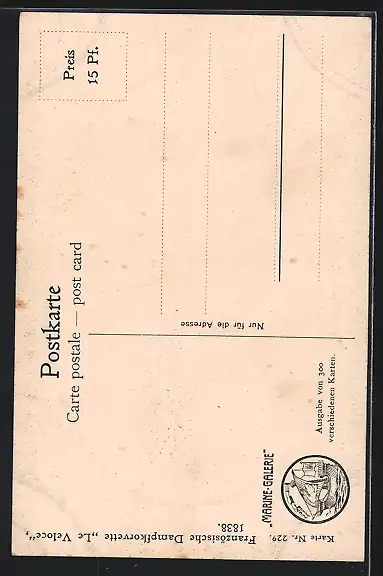 Postkarte
Carte postale — post card
Preis
15 Pf.
Nur für die Adresse
Karte Nr. 229. Französische Dampfkorvette „Le Veloce“,
1838.
„MARINE-GALERIE“
Ausgabe von 300
verschiedenen Karten.